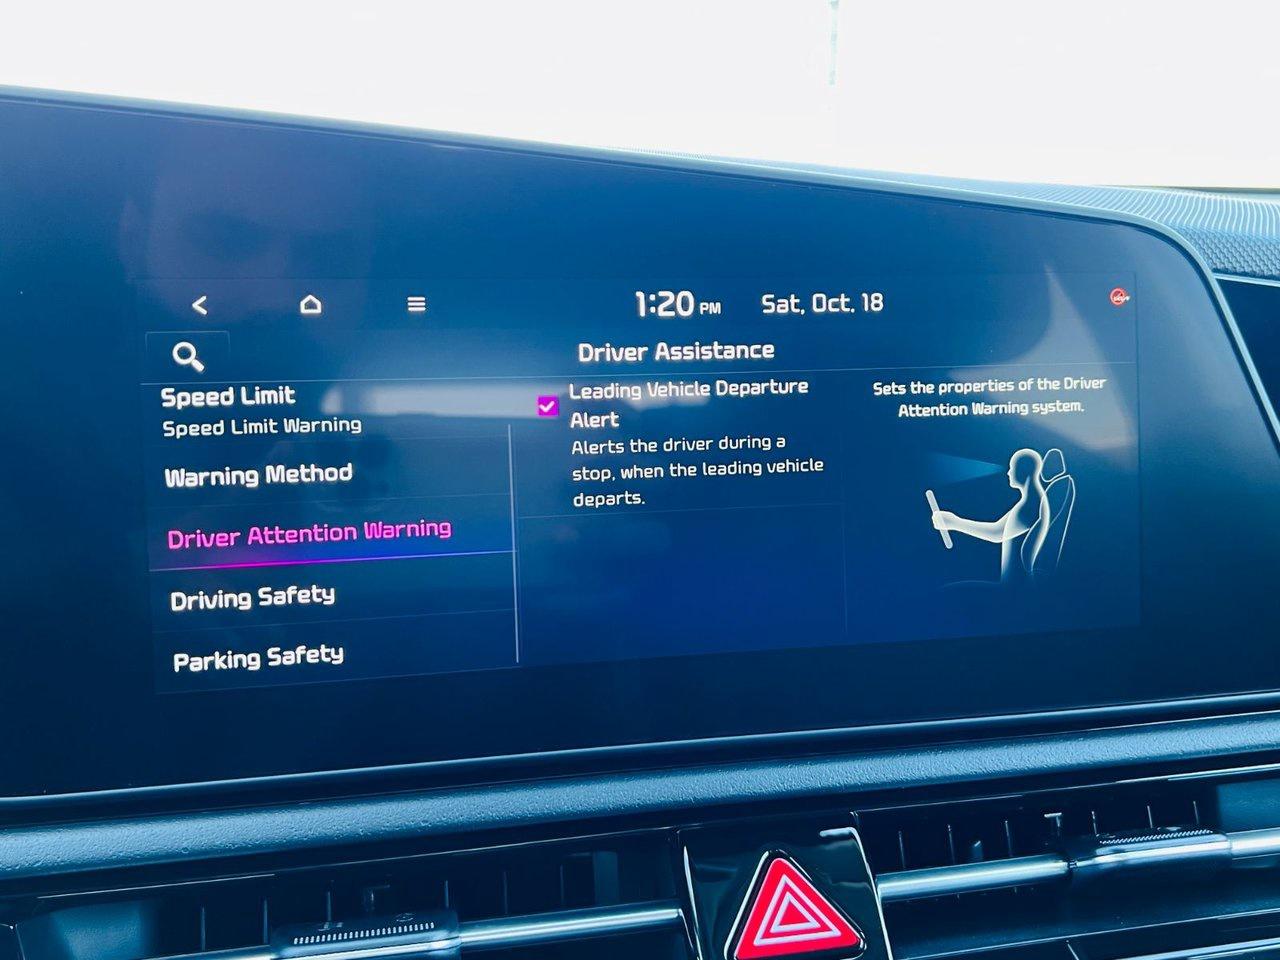 1:20 PM Sat, Oct. 18
Driver Assistance
Speed Limit
Speed Limit Warning
Warning Method
Driver Attention Warning
Driving Safety
Parking Safety
Leading Vehicle Departure
Alert
Alerts the driver during a
stop, when the leading vehicle
departs.
Sets the properties of the Driver
Attention Warning system.